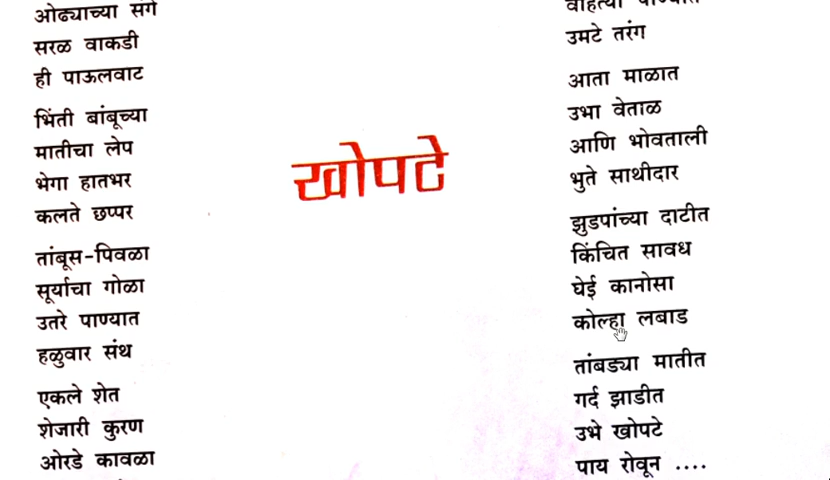 ओढ्याच्या संगे
सरळ वाकडी
ही पाऊलवाट
भिंती बांबूच्या
मातीचा लेप
भेगा हातभर
कलते छप्पर
तांबूस-पिवळा
सूर्याचा गोळा
उतरे पाण्यात
हळुवार संथ
एकले शेत
शेजारी कुरण
ओरडे कावळा
खोपटे
उमटे तरंग
आता माळात
उभा वेताळ
आणि भोवताली
भुते साथीदार
झुडपांच्या दाटीत
किंचित सावध
घेई कानोसा
कोल्हा लबाड
तांबड्या मातीत
गर्द झाडीत
उभे खोपटे
पाय रोवून ....